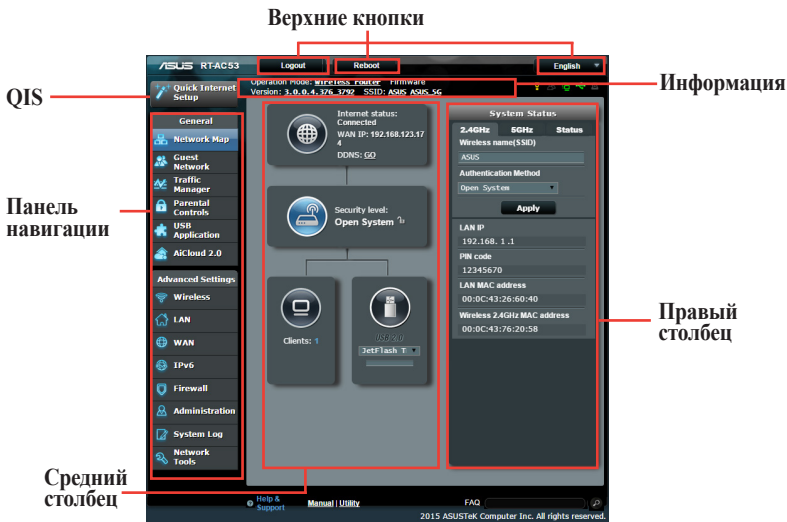 Верхние кнопки
ASUS RT-AC53
Logout
Reboot
English
QIS
Quick Internet
Setup
Operation Mode: Wireless router Firmware
Version: 3.0.0.4.376_3792 SSID: ASUS ASUS_5G
Информация
Панель
навигации
General
Network Map
Guest
Network
Traffic
Manager
Parental
Controls
USB
Application
AiCloud 2.0
Advanced Settings
Wireless
LAN
WAN
IPv6
Firewall
Administration
System Log
Network
Tools
Internet status:
Connected
WAN IP: 192.168.123.17
4
DDNS: GO
Security level:
Open System
Clients: 1
USB 2.0
JetFlash T
System Status
2.4GHz 5GHz Status
Wireless name(SSID)
ASUS
Authentication Method
Open System
Apply
LAN IP
192.168. 1 .1
PIN code
12345670
LAN MAC address
00:0C:43:26:60:40
Wireless 2.4GHz MAC address
00:0C:43:76:20:58
Правый
столбец
Средний
столбец
Help &
Support
Manual | Utility
FAQ
2015 ASUSTeK Computer Inc. All rights reserved.